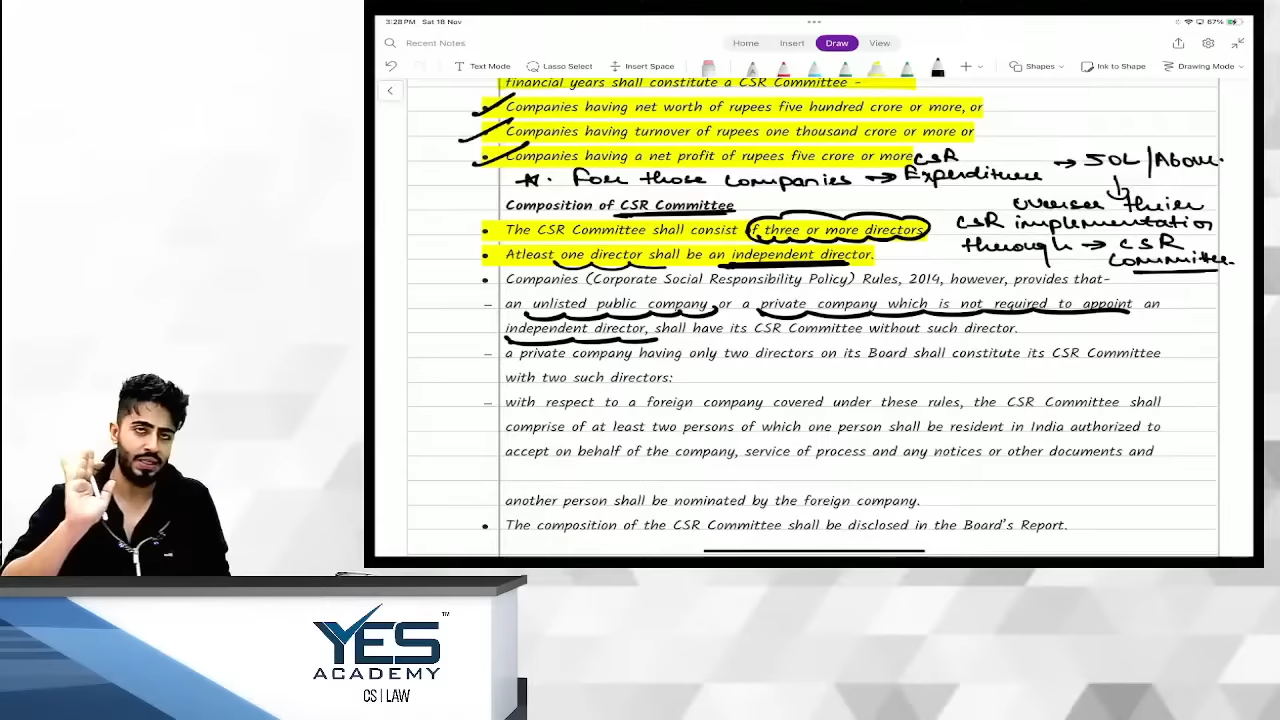 3:28 PM Sat 18 Nov
67%
Recent Notes
Home Insert Draw View
Text Mode Lasso Select Insert Space Shapes Ink to Shape Drawing Mode
financial years shall constitute a CSR Committee -
• Companies having net worth of rupees five hundred crore or more, or
• Companies having turnover of rupees one thousand crore or more or
• Companies having a net profit of rupees five crore or more
CSR
→ 50L/Above.
*. For those companies → Expenditure
oversee their
CSR implementation
through → CSR
Committee.
Composition of CSR Committee
• The CSR Committee shall consist of three or more directors
• Atleast one director shall be an independent director.
• Companies (Corporate Social Responsibility Policy) Rules, 2014, however, provides that-
– an unlisted public company or a private company which is not required to appoint an
independent director, shall have its CSR Committee without such director.
– a private company having only two directors on its Board shall constitute its CSR Committee
with two such directors:
– with respect to a foreign company covered under these rules, the CSR Committee shall
comprise of at least two persons of which one person shall be resident in India authorized to
accept on behalf of the company, service of process and any notices or other documents and
another person shall be nominated by the foreign company.
• The composition of the CSR Committee shall be disclosed in the Board's Report.
YES™
ACADEMY
CS | LAW